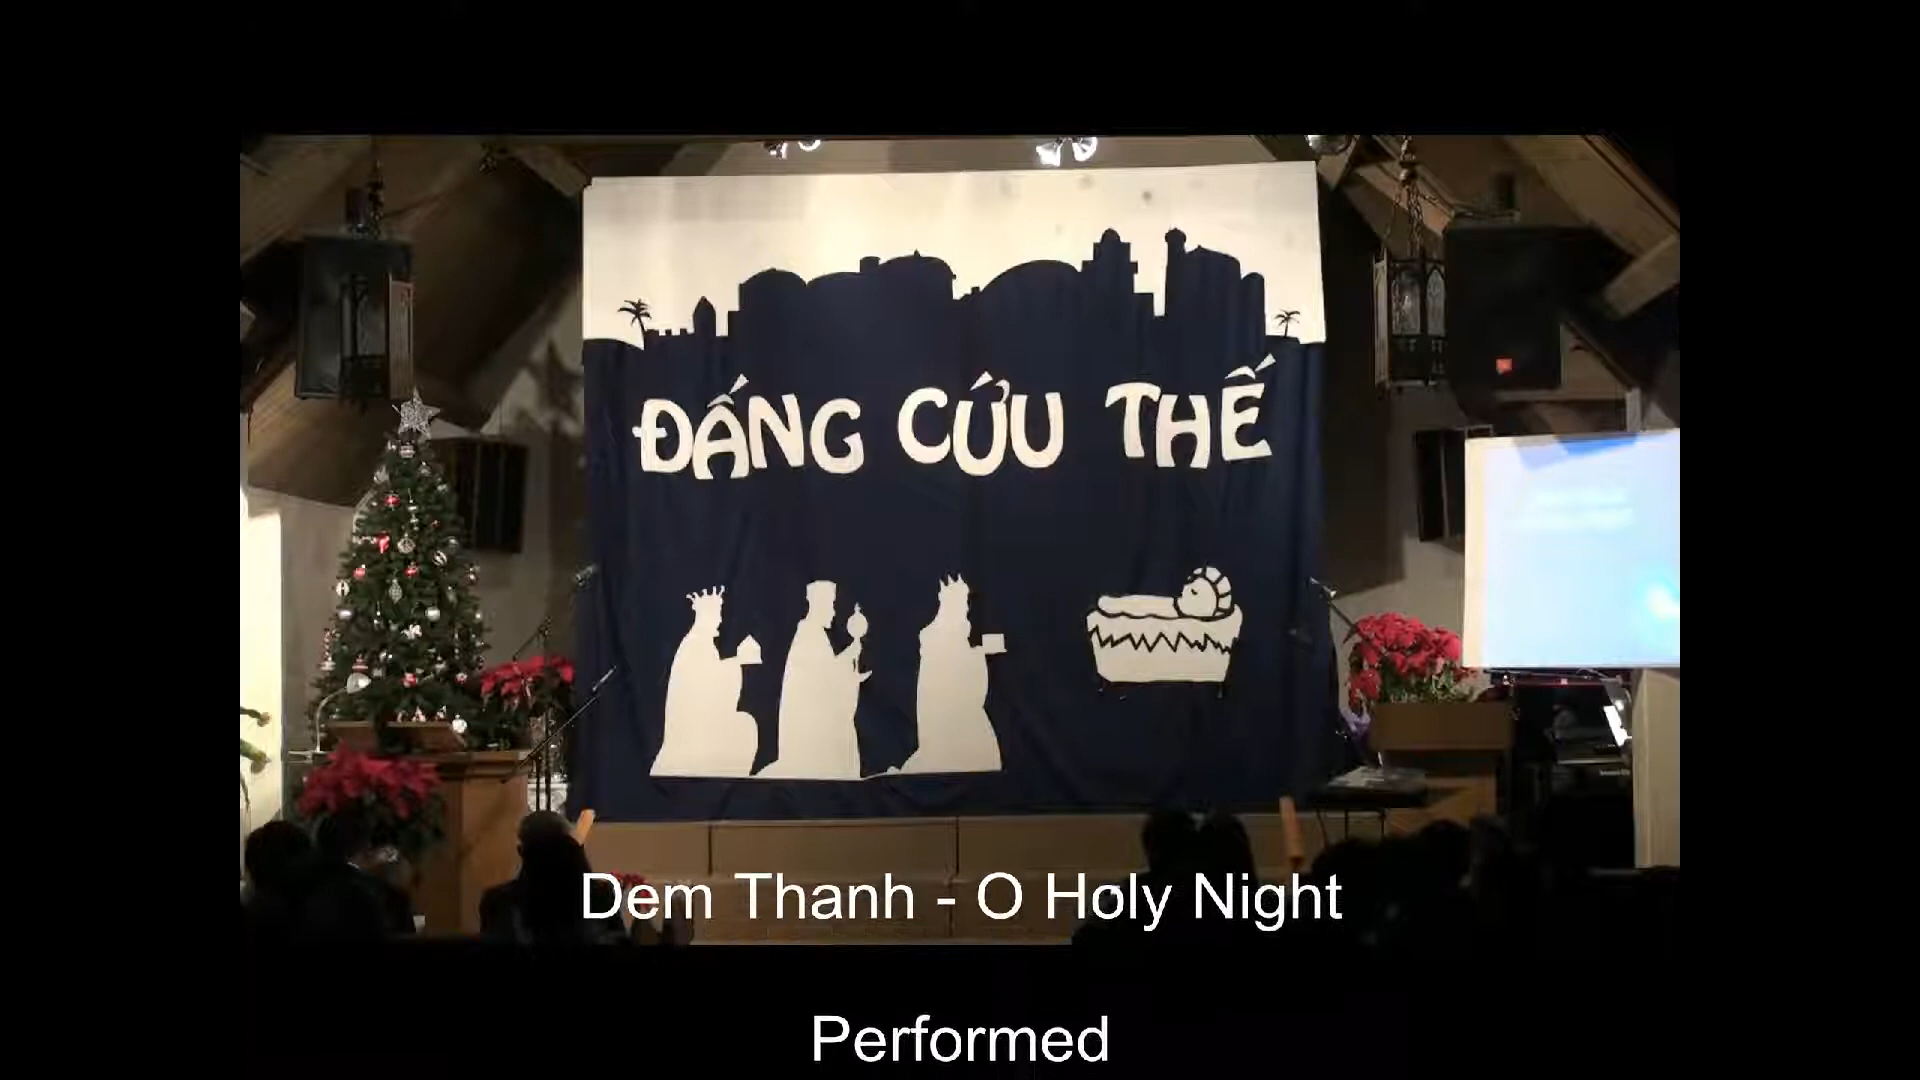 ĐẤNG CỨU THẾ
Dem Thanh - O Holy Night
Performed